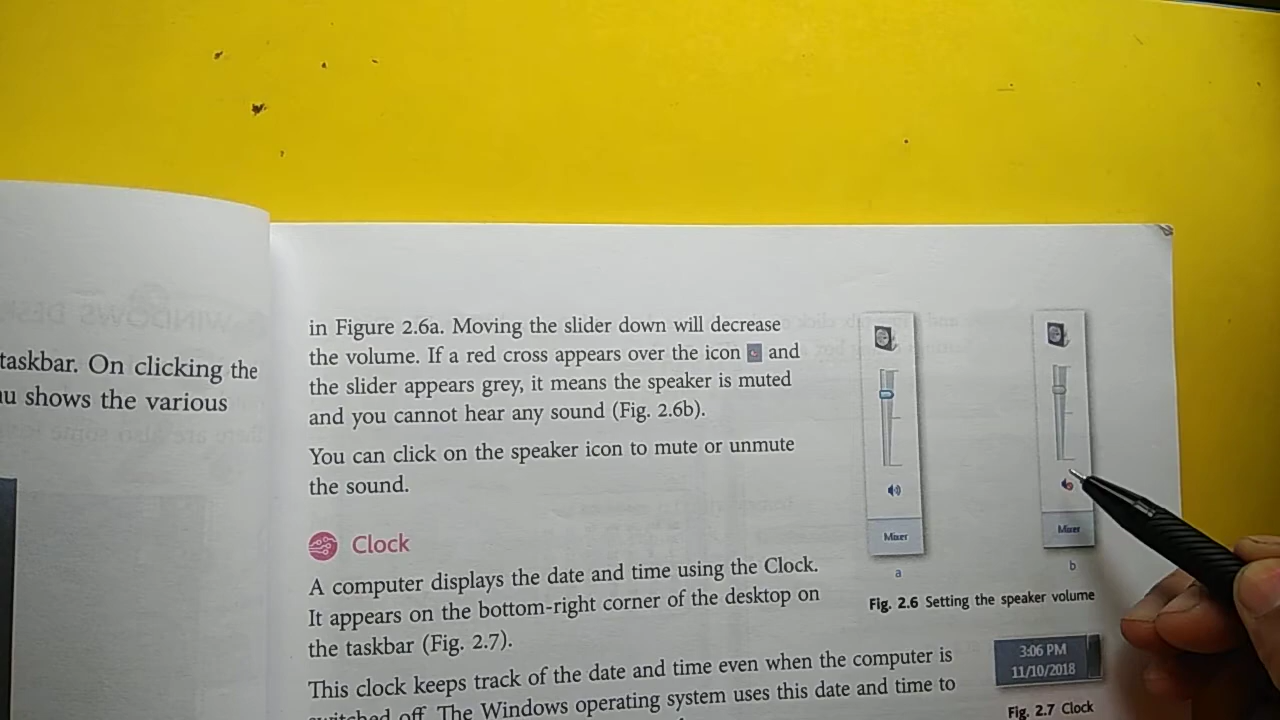 taskbar. On clicking the
shows the various
in Figure 2.6a. Moving the slider down will decrease
the volume. If a red cross appears over the icon and
the slider appears grey, it means the speaker is muted
and you cannot hear any sound (Fig. 2.6b).
You can click on the speaker icon to mute or unmute
the sound.
Clock
A computer displays the date and time using the Clock.
It appears on the bottom-right corner of the desktop on
the taskbar (Fig. 2.7).
This clock keeps track of the date and time even when the computer is
switched off. The Windows operating system uses this date and time to
Mixer
a
Mixer
b
Fig. 2.6 Setting the speaker volume
3:06 PM
11/10/2018
Fig. 2.7 Clock